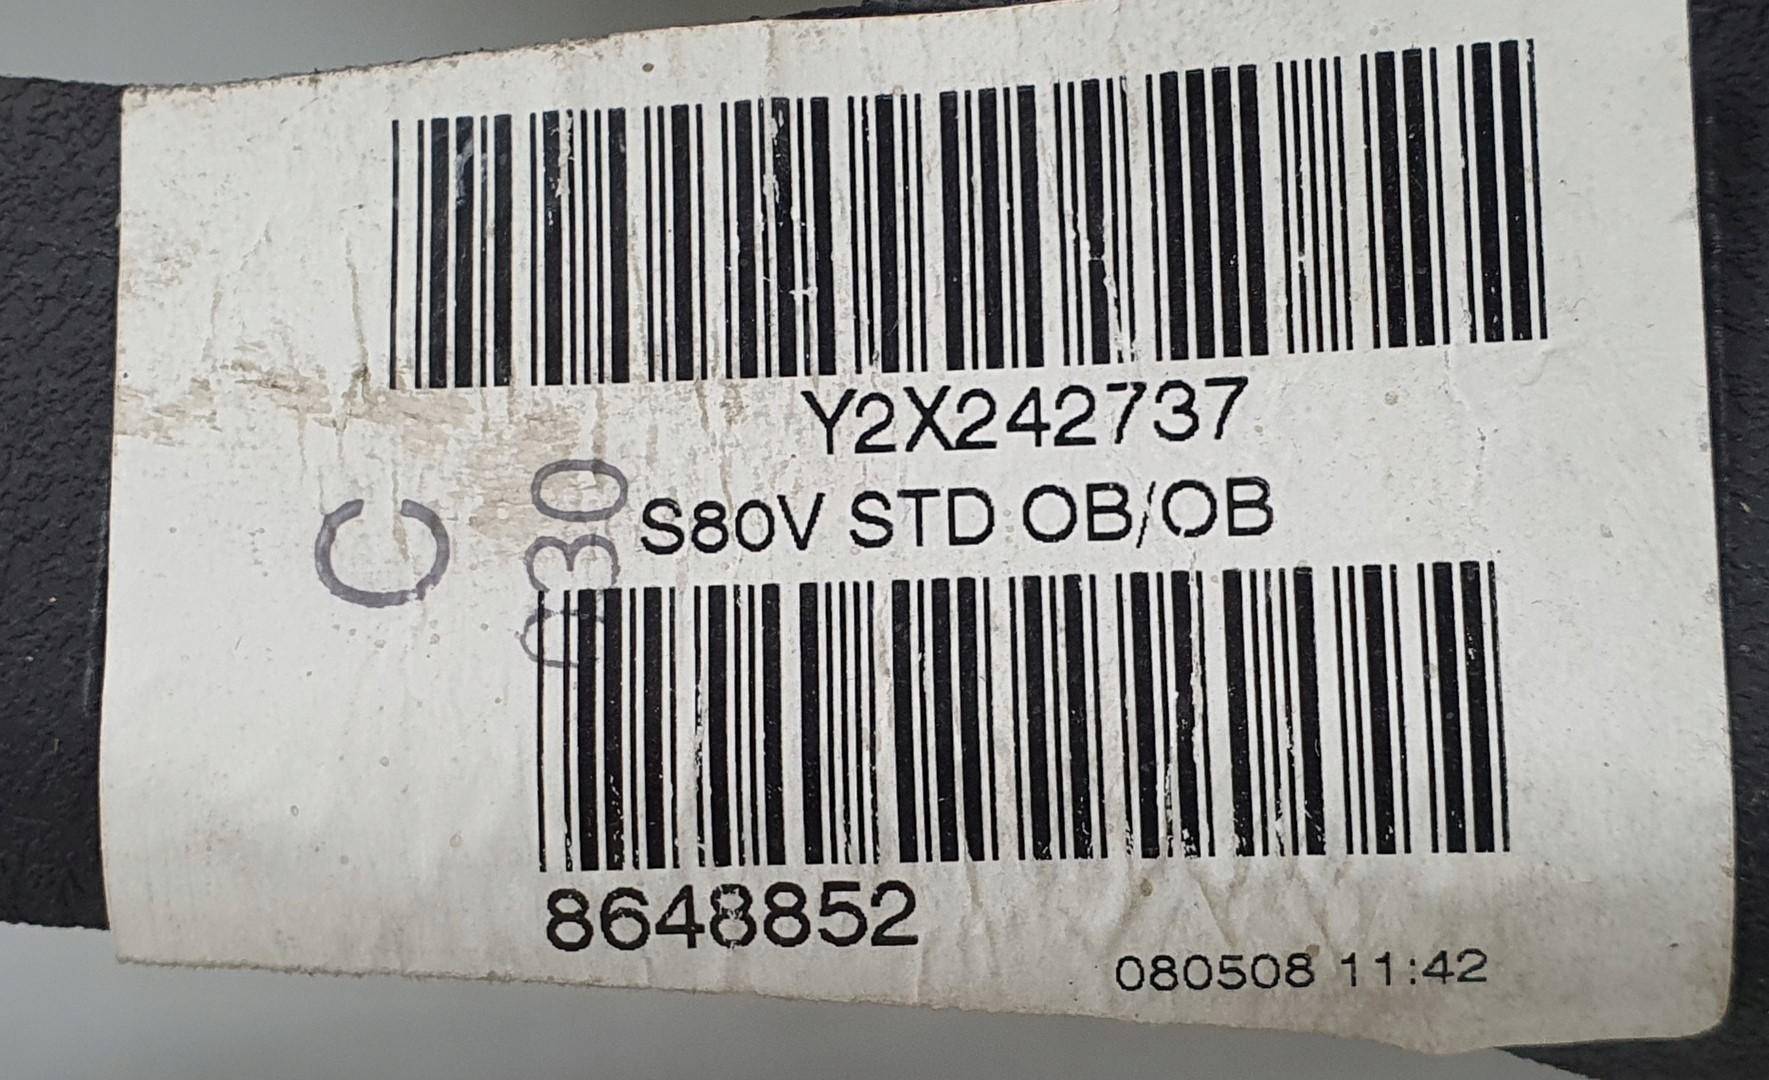 Y2X242737
S80V STD OB/OB
C
030
8648852
080508 11:42